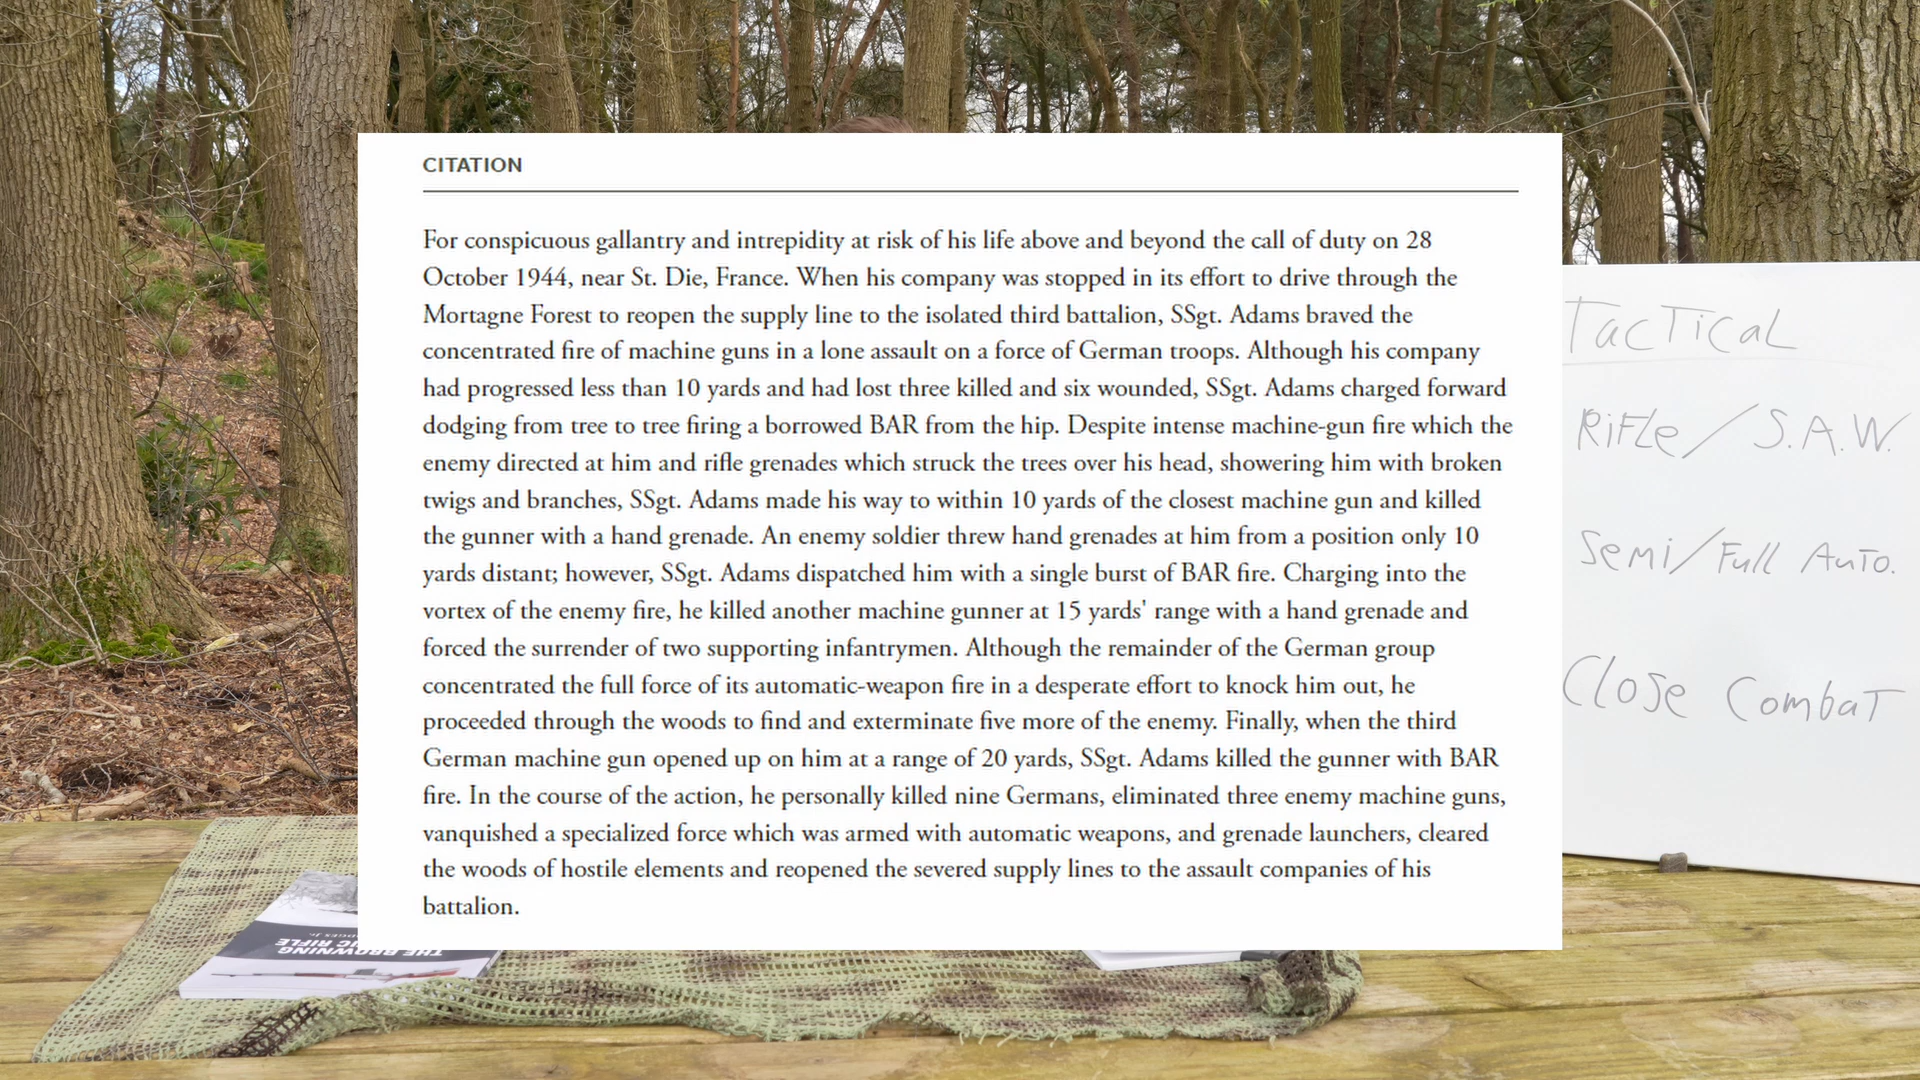 CITATION
For conspicuous gallantry and intrepidity at risk of his life above and beyond the call of duty on 28
October 1944, near St. Die, France. When his company was stopped in its effort to drive through the
Mortagne Forest to reopen the supply line to the isolated third battalion, SSgt. Adams braved the
concentrated fire of machine guns in a lone assault on a force of German troops. Although his company
had progressed less than 10 yards and had lost three killed and six wounded, SSgt. Adams charged forward
dodging from tree to tree firing a borrowed BAR from the hip. Despite intense machine-gun fire which the
enemy directed at him and rifle grenades which struck the trees over his head, showering him with broken
twigs and branches, SSgt. Adams made his way to within 10 yards of the closest machine gun and killed
the gunner with a hand grenade. An enemy soldier threw hand grenades at him from a position only 10
yards distant; however, SSgt. Adams dispatched him with a single burst of BAR fire. Charging into the
vortex of the enemy fire, he killed another machine gunner at 15 yards' range with a hand grenade and
forced the surrender of two supporting infantrymen. Although the remainder of the German group
concentrated the full force of its automatic-weapon fire in a desperate effort to knock him out, he
proceeded through the woods to find and exterminate five more of the enemy. Finally, when the third
German machine gun opened up on him at a range of 20 yards, SSgt. Adams killed the gunner with BAR
fire. In the course of the action, he personally killed nine Germans, eliminated three enemy machine guns,
vanquished a specialized force which was armed with automatic weapons, and grenade launchers, cleared
the woods of hostile elements and reopened the severed supply lines to the assault companies of his
battalion.
TacTical
Rifle/S.A.W.
Semi/Full Auto.
Close Combat
THE BROWNING
RIFLE